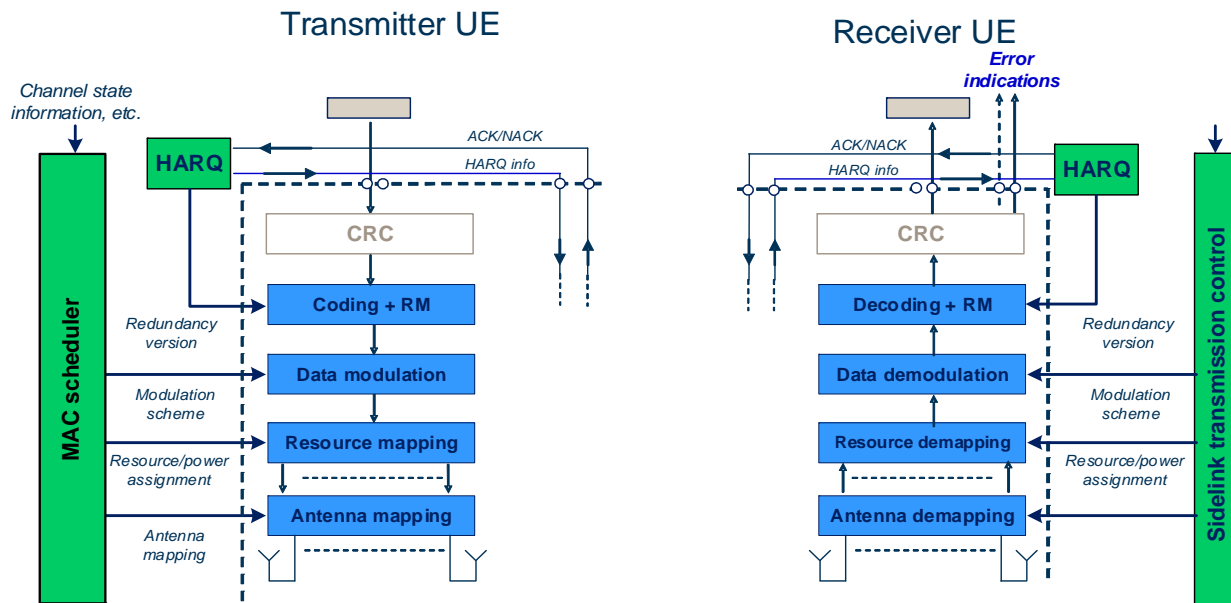 Transmitter UE
Receiver UE
Channel state
information, etc.
MAC scheduler
HARQ
ACK/NACK
HARQ info
CRC
Coding + RM
Redundancy
version
Data modulation
Modulation
scheme
Resource mapping
Resource/power
assignment
Antenna mapping
Antenna
mapping
Error
indications
ACK/NACK
HARQ info
HARQ
CRC
Decoding + RM
Redundancy
version
Data demodulation
Modulation
scheme
Resource demapping
Resource/power
assignment
Antenna demapping
Sidelink transmission control